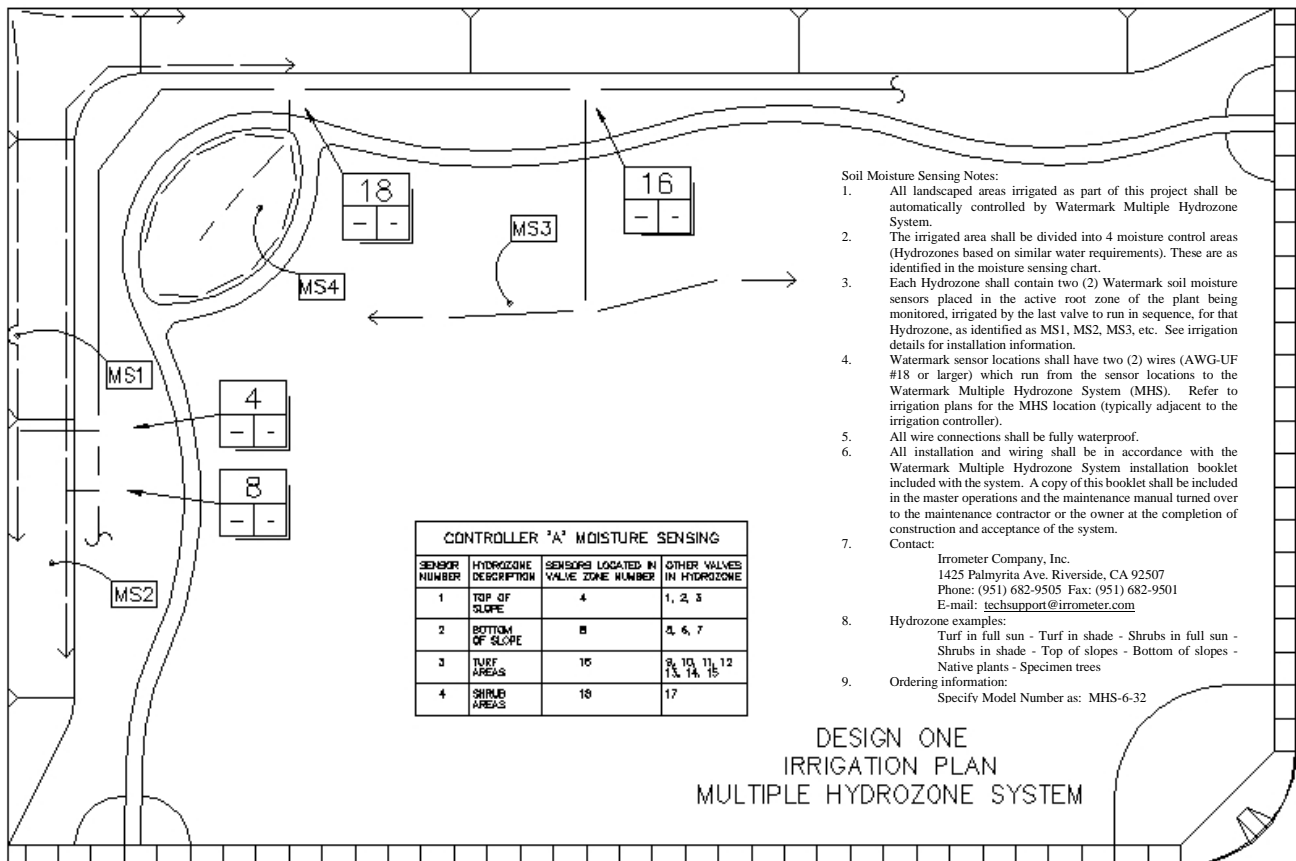 18
- -
16
- -
MS3
MS4
MS1
4
- -
8
- -
MS2
Soil Moisture Sensing Notes:
1. All landscaped areas irrigated as part of this project shall be
automatically controlled by Watermark Multiple Hydrozone
System.
2. The irrigated area shall be divided into 4 moisture control areas
(Hydrozones based on similar water requirements). These are as
identified in the moisture sensing chart.
3. Each Hydrozone shall contain two (2) Watermark soil moisture
sensors placed in the active root zone of the plant being
monitored, irrigated by the last valve to run in sequence, for that
Hydrozone, as identified as MS1, MS2, MS3, etc. See irrigation
details for installation information.
4. Watermark sensor locations shall have two (2) wires (AWG-UF
#18 or larger) which run from the sensor locations to the
Watermark Multiple Hydrozone System (MHS). Refer to
irrigation plans for the MHS location (typically adjacent to the
irrigation controller).
5. All wire connections shall be fully waterproof.
6. All installation and wiring shall be in accordance with the
Watermark Multiple Hydrozone System installation booklet
included with the system. A copy of this booklet shall be included
in the master operations and the maintenance manual turned over
to the maintenance contractor or the owner at the completion of
construction and acceptance of the system.
7. Contact:
Irrometer Company, Inc.
1425 Palmyrita Ave. Riverside, CA 92507
Phone: (951) 682-9505 Fax: (951) 682-9501
E-mail: techsupport@irrometer.com
8. Hydrozone examples:
Turf in full sun - Turf in shade - Shrubs in full sun -
Shrubs in shade - Top of slopes - Bottom of slopes -
Native plants - Specimen trees
9. Ordering information:
Specify Model Number as: MHS-6-32
CONTROLLER "A" MOISTURE SENSING
SENSOR NUMBER HYDROZONE DESCRIPTION SENSORS LOCATED IN VALVE ZONE NUMBER OTHER VALVES IN HYDROZONE
1 TOP OF SLOPE 4 1, 2, 3
2 BOTTOM OF SLOPE 8 5, 6, 7
3 TURF AREAS 16 9, 10, 11, 12 13, 14, 15
4 SHRUB AREAS 18 17
DESIGN ONE
IRRIGATION PLAN
MULTIPLE HYDROZONE SYSTEM